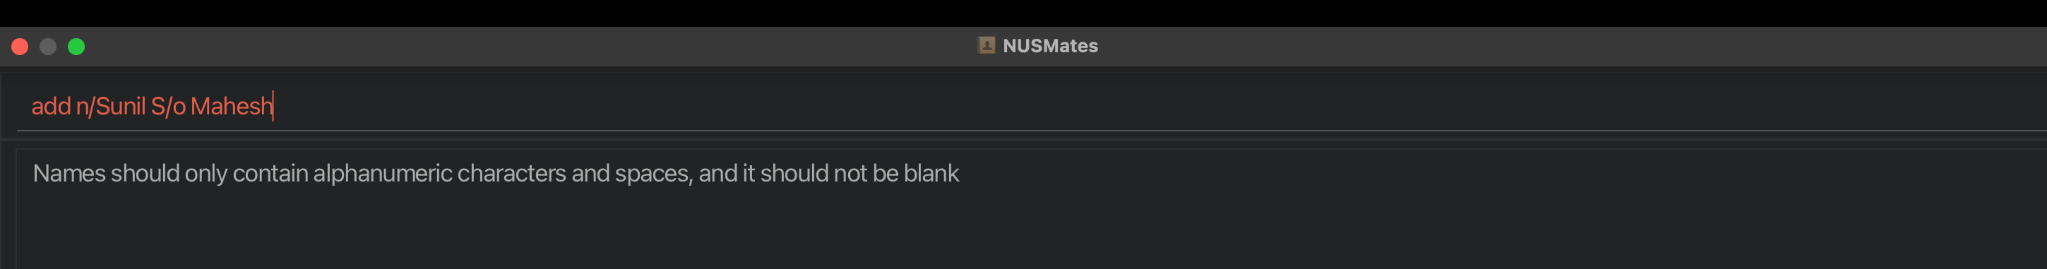 NUSMates
add n/Sunil S/o Mahesh
Names should only contain alphanumeric characters and spaces, and it should not be blank